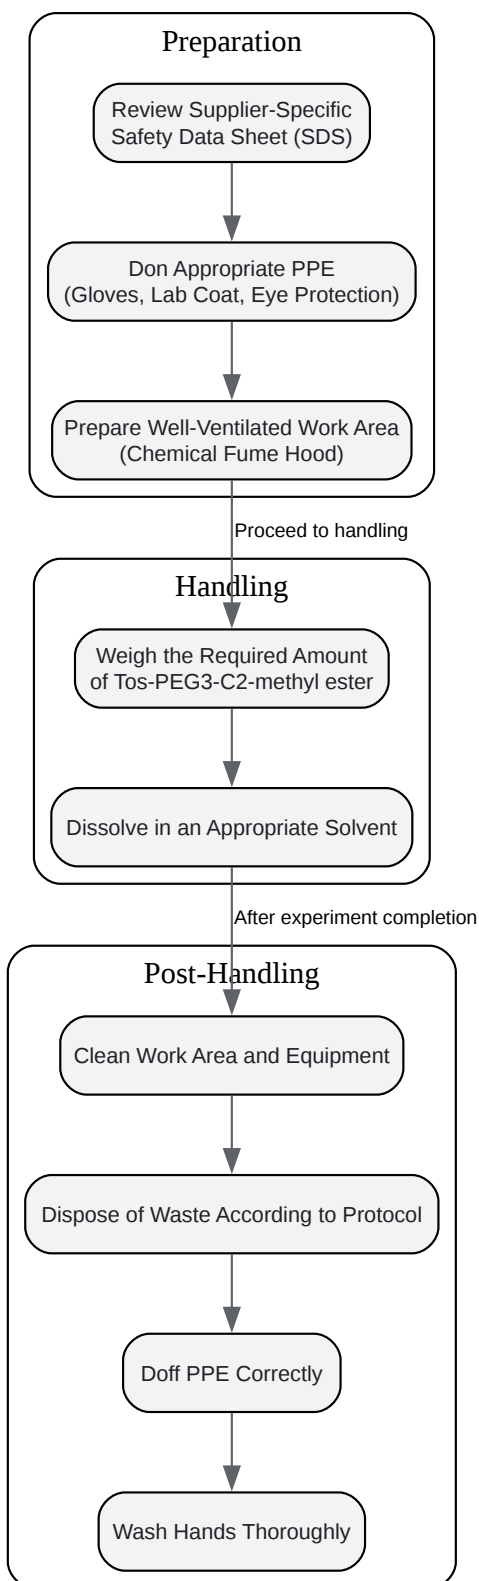 Preparation
Review Supplier-Specific
Safety Data Sheet (SDS)
Don Appropriate PPE
(Gloves, Lab Coat, Eye Protection)
Prepare Well-Ventilated Work Area
(Chemical Fume Hood)
Proceed to handling
Handling
Weigh the Required Amount
of Tos-PEG3-C2-methyl ester
Dissolve in an Appropriate Solvent
After experiment completion
Post-Handling
Clean Work Area and Equipment
Dispose of Waste According to Protocol
Doff PPE Correctly
Wash Hands Thoroughly